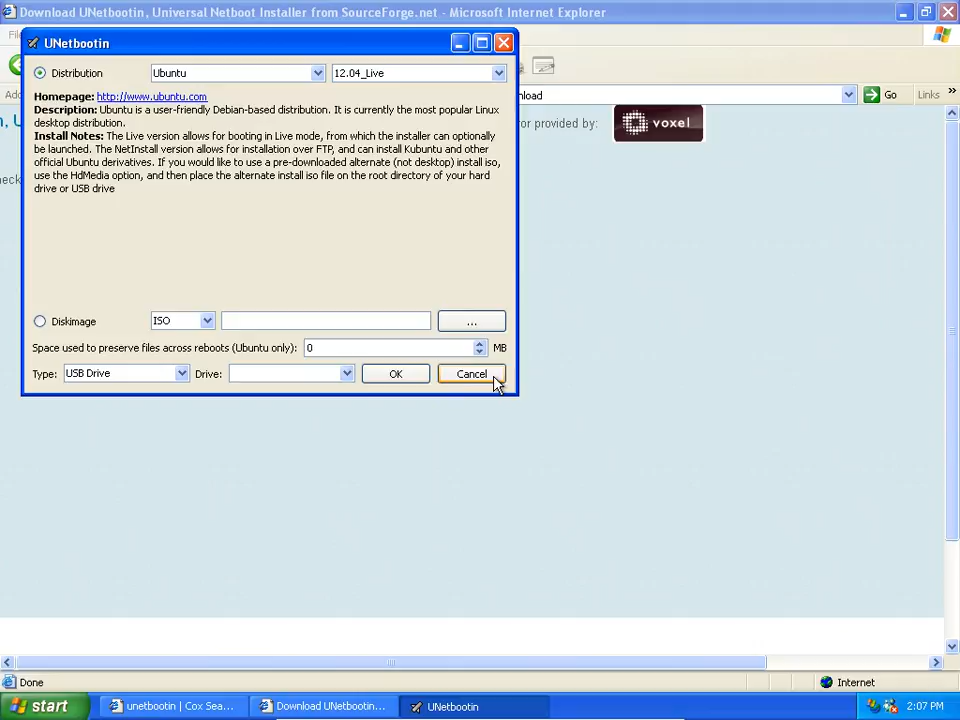 Download UNetbootin, Universal Netboot Installer from SourceForge.net - Microsoft Internet Explorer
UNetbootin
Distribution
Ubuntu
12.04_Live
Homepage: http://www.ubuntu.com
Description: Ubuntu is a user-friendly Debian-based distribution. It is currently the most popular Linux
desktop distribution.
Install Notes: The Live version allows for booting in Live mode, from which the installer can optionally
be launched. The NetInstall version allows for installation over FTP, and can install Kubuntu and other
official Ubuntu derivatives. If you would like to use a pre-downloaded alternate (not desktop) install iso,
use the HdMedia option, and then place the alternate install iso file on the root directory of your hard
drive or USB drive
Diskimage
ISO
...
Space used to preserve files across reboots (Ubuntu only):
0
MB
Type:
USB Drive
Drive:
OK
Cancel
nload
Go
Links
»
or provided by:
voxel
Done
Internet
start
unetbootin | Cox Sea...
Download UNetbootin...
UNetbootin
2:07 PM